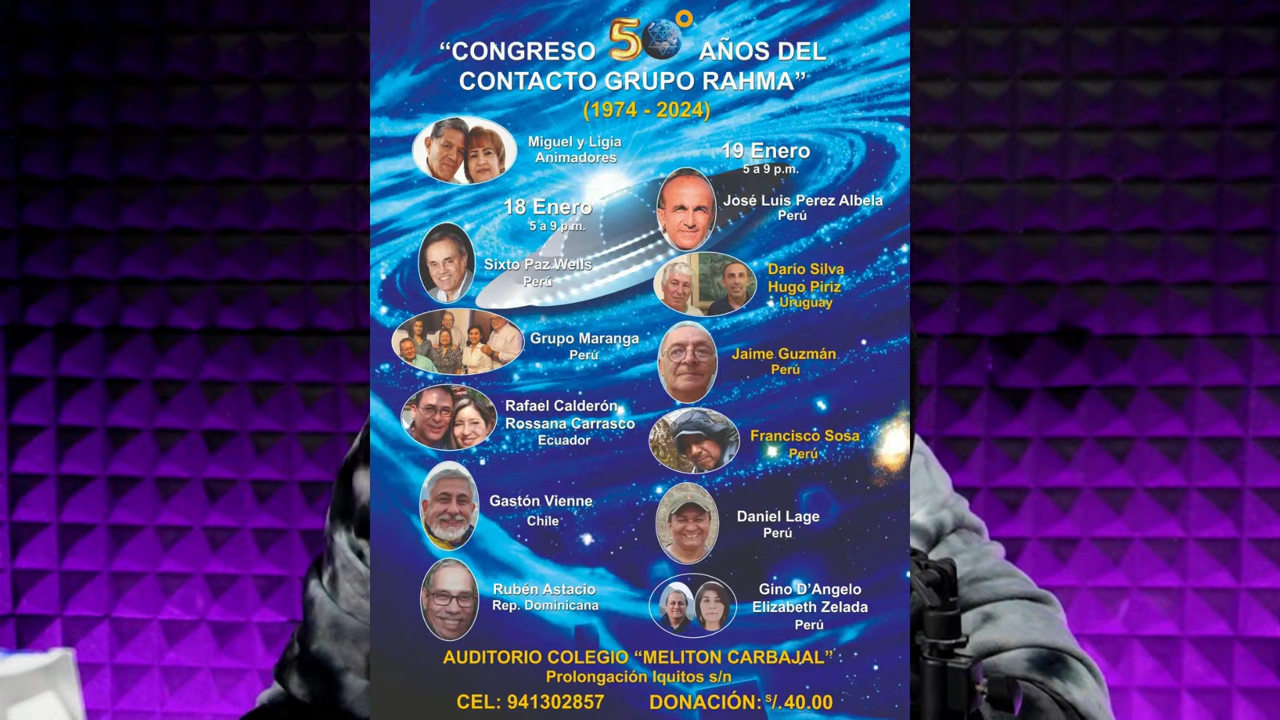 “CONGRESO 50° AÑOS DEL
CONTACTO GRUPO RAHMA”
(1974 - 2024)
Miguel y Ligia
Animadores
18 Enero
5 a 9 p.m.
Sixto Paz Wells
Perú
Grupo Maranga
Perú
Rafael Calderón
Rossana Carrasco
Ecuador
Gastón Vienne
Chile
Rubén Astacio
Rep. Dominicana
19 Enero
5 a 9 p.m.
José Luis Perez Albela
Perú
Darío Silva
Hugo Piriz
Uruguay
Jaime Guzmán
Perú
Francisco Sosa
Perú
Daniel Lage
Perú
Gino D’Angelo
Elizabeth Zelada
Perú
AUDITORIO COLEGIO “MELITON CARBAJAL”
Prolongación Iquitos s/n
CEL: 941302857 DONACIÓN: S/. 40.00